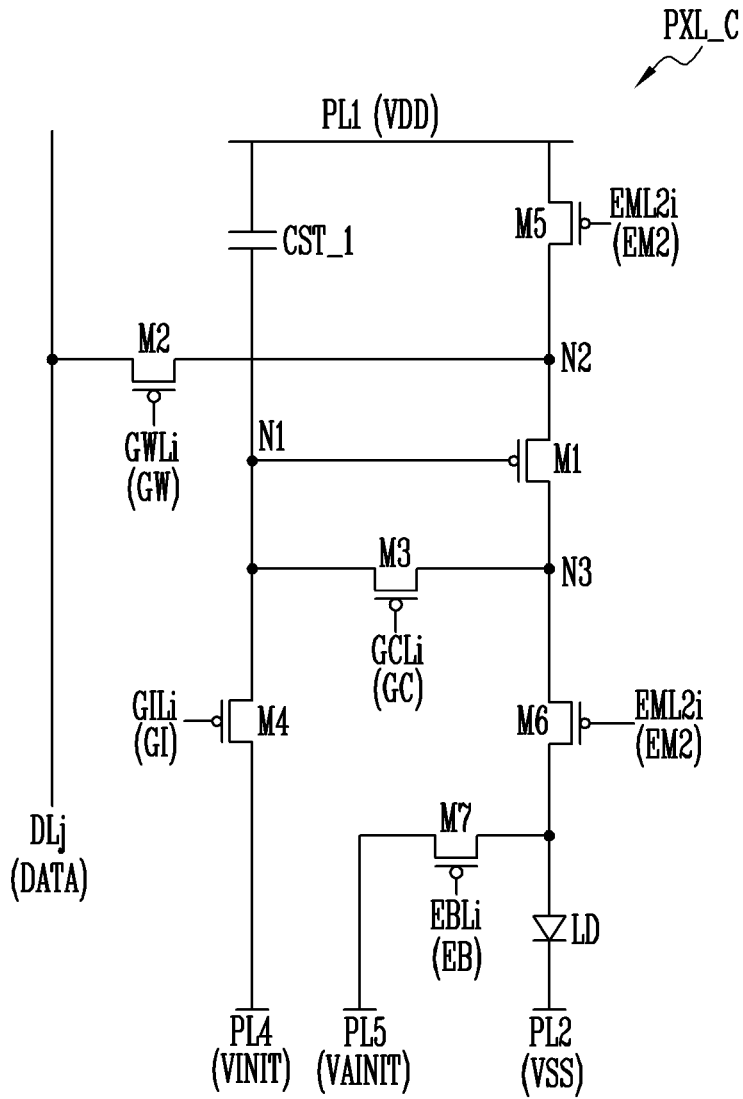 PXL_C
PL1 (VDD)
M5
EML2i
(EM2)
CST_1
M2
N2
GWLi
(GW)
N1
M1
M3
N3
GCLi
(GC)
GILi
(GI)
M4
M6
EML2i
(EM2)
M7
DLj
(DATA)
EBLi
(EB)
LD
PL4
(VINIT)
PL5
(VAINIT)
PL2
(VSS)